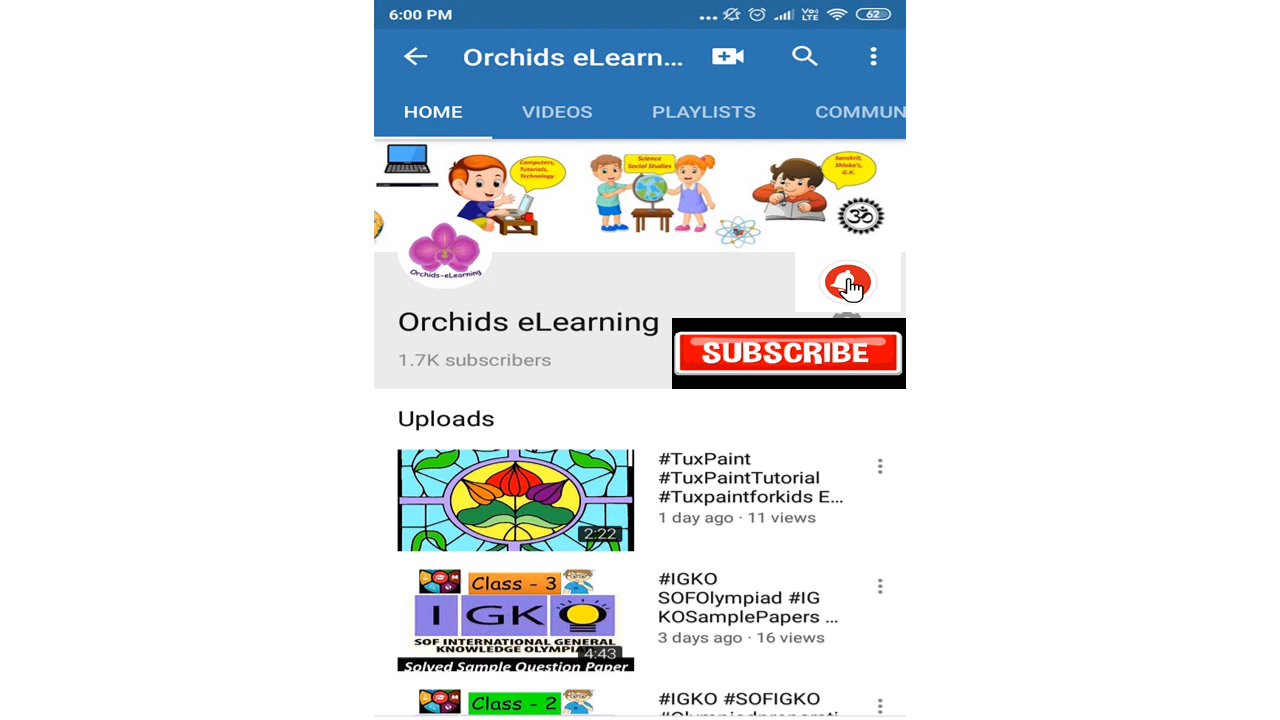 6:00 PM
Vo)) LTE
62
Orchids eLearn...
HOME VIDEOS PLAYLISTS COMMUN
Computers,
Tutorials,
Technology
Science
Social Studies
Sanskrit,
Shloka's,
G.K.
ॐ
Orchids-eLearning
Orchids eLearning
1.7K subscribers
SUBSCRIBE
Uploads
#TuxPaint
#TuxPaintTutorial
#Tuxpaintforkids E...
1 day ago · 11 views
2:22
Class - 3
IGKO
SOF INTERNATIONAL GENERAL
KNOWLEDGE OLYMPIA
4:43
Solved Sample Question Paper
#IGKO
SOFOlympiad #IG
KOSamplePapers ...
3 days ago · 16 views
Class - 2
#IGKO #SOFIGKO